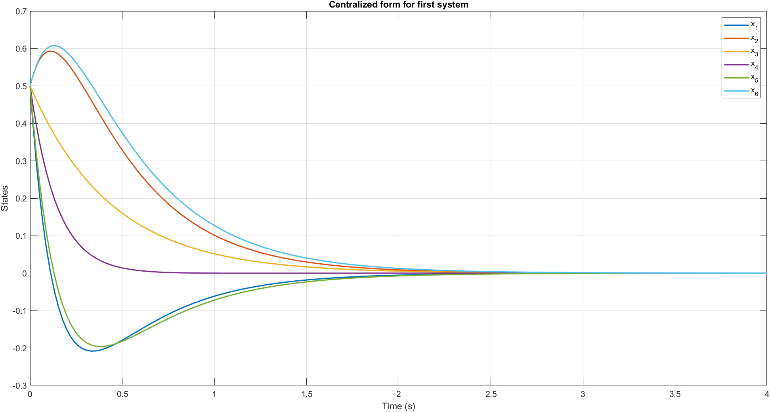 Centralized form for first system
0.7
0.6
0.5
0.4
0.3
0.2
0.1
0
-0.1
-0.2
-0.3
States
0 0.5 1 1.5 2 2.5 3 3.5 4
Time (s)
x₁
x₂
x₃
x₄
x₅
x₆